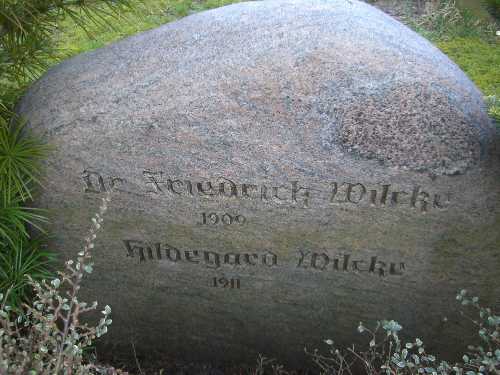 Dr Friedrich Wilcke
1909
Hildegard Wilcke
1911